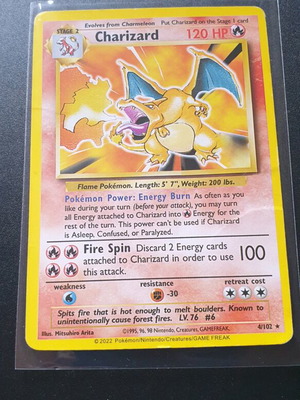 Evolves from Charmeleon Put Charizard on the Stage 1 card
STAGE 2
Charizard 120 HP
Flame Pokémon. Length: 5' 7", Weight: 200 lbs.
Pokémon Power: Energy Burn As often as you
like during your turn (before your attack), you may turn
all Energy attached to Charizard into Energy for the
rest of the turn. This power can't be used if Charizard
is Asleep, Confused, or Paralyzed.
Fire Spin Discard 2 Energy cards
attached to Charizard in order to use
this attack.
100
weakness resistance retreat cost
-30
Spits fire that is hot enough to melt boulders. Known to
unintentionally cause forest fires. LV. 76 #6
Illus. Mitsuhiro Arita ©1995, 96, 98 Nintendo, Creatures, GAMEFREAK. 4/102 ★
©2022 Pokémon/Nintendo/Creatures/GAME FREAK